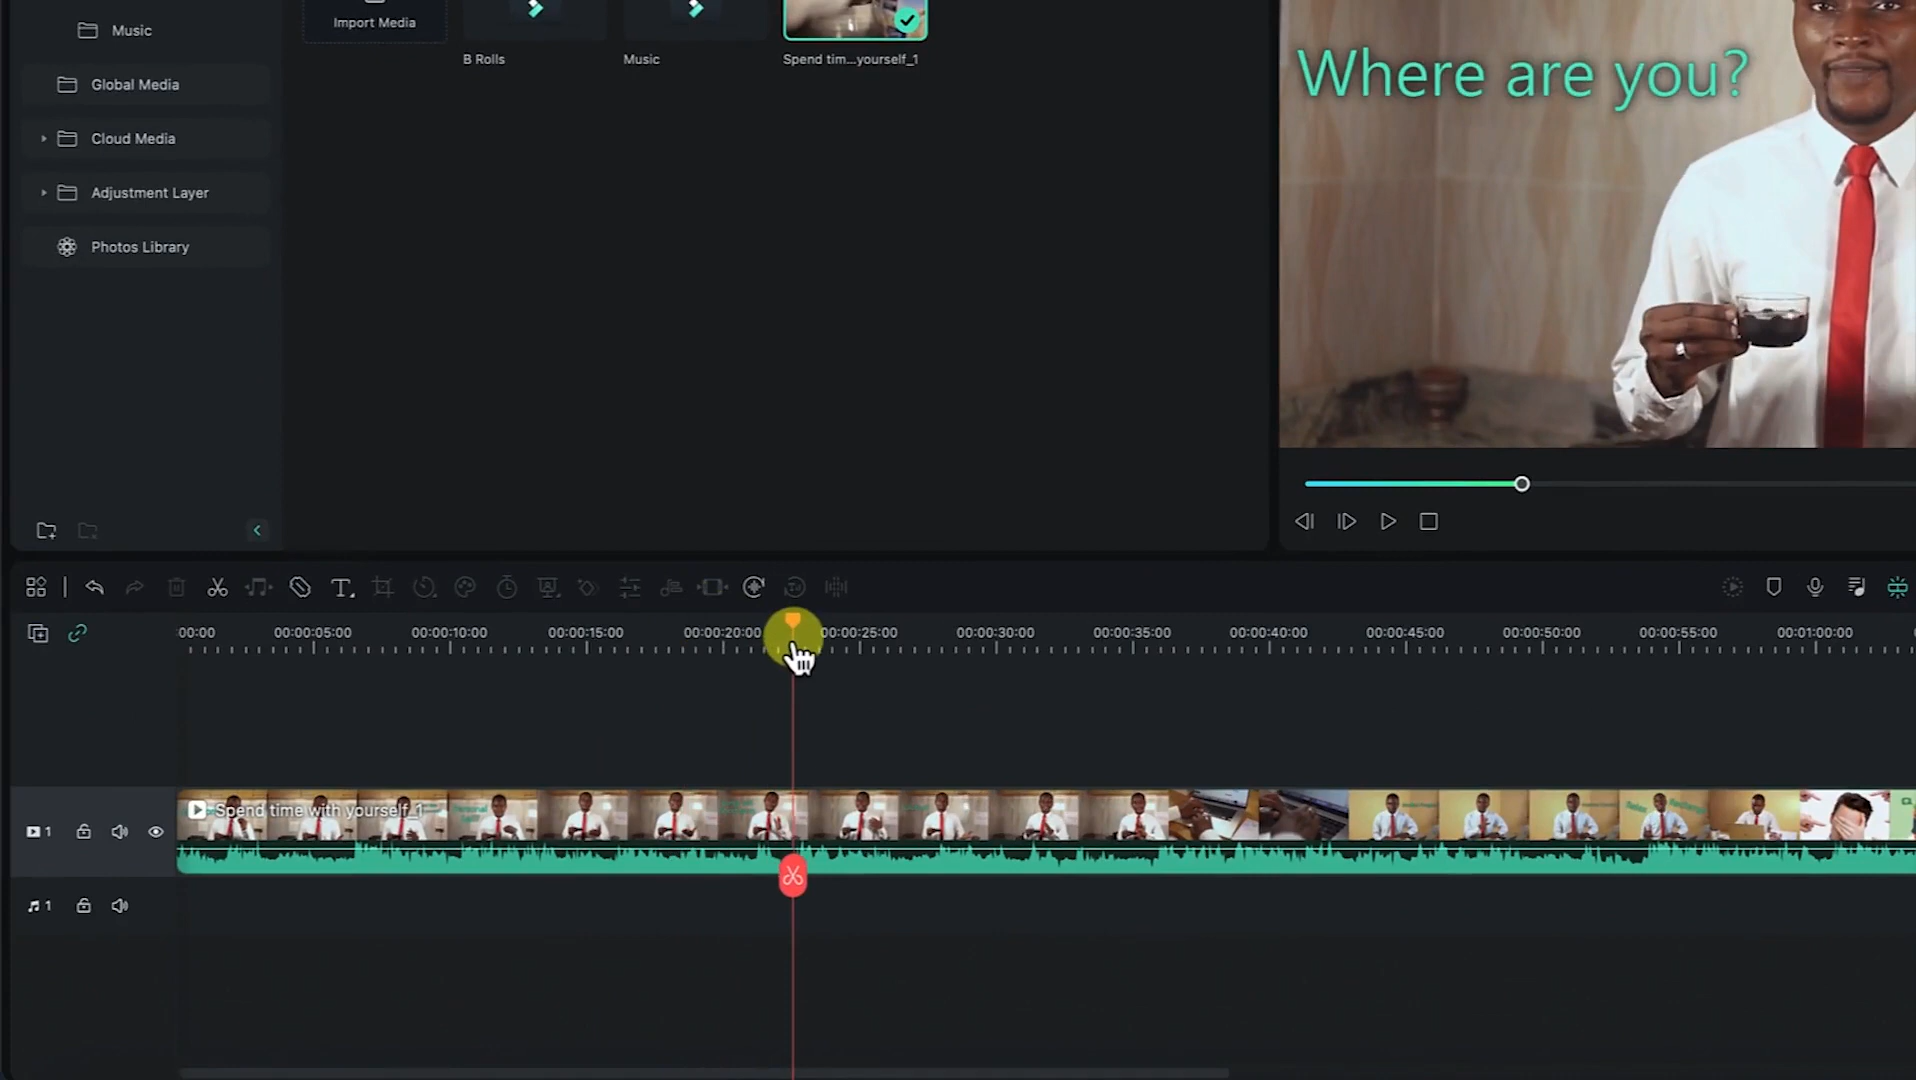 Music
Import Media
B Rolls
Music
Spend tim...yourself_1
Global Media
Cloud Media
Adjustment Layer
Photos Library
Where are you?
:00:00
00:00:05:00
00:00:10:00
00:00:15:00
00:00:20:00
00:00:25:00
00:00:30:00
00:00:35:00
00:00:40:00
00:00:45:00
00:00:50:00
00:00:55:00
00:01:00:00
Spend time with yourself_1
1
1